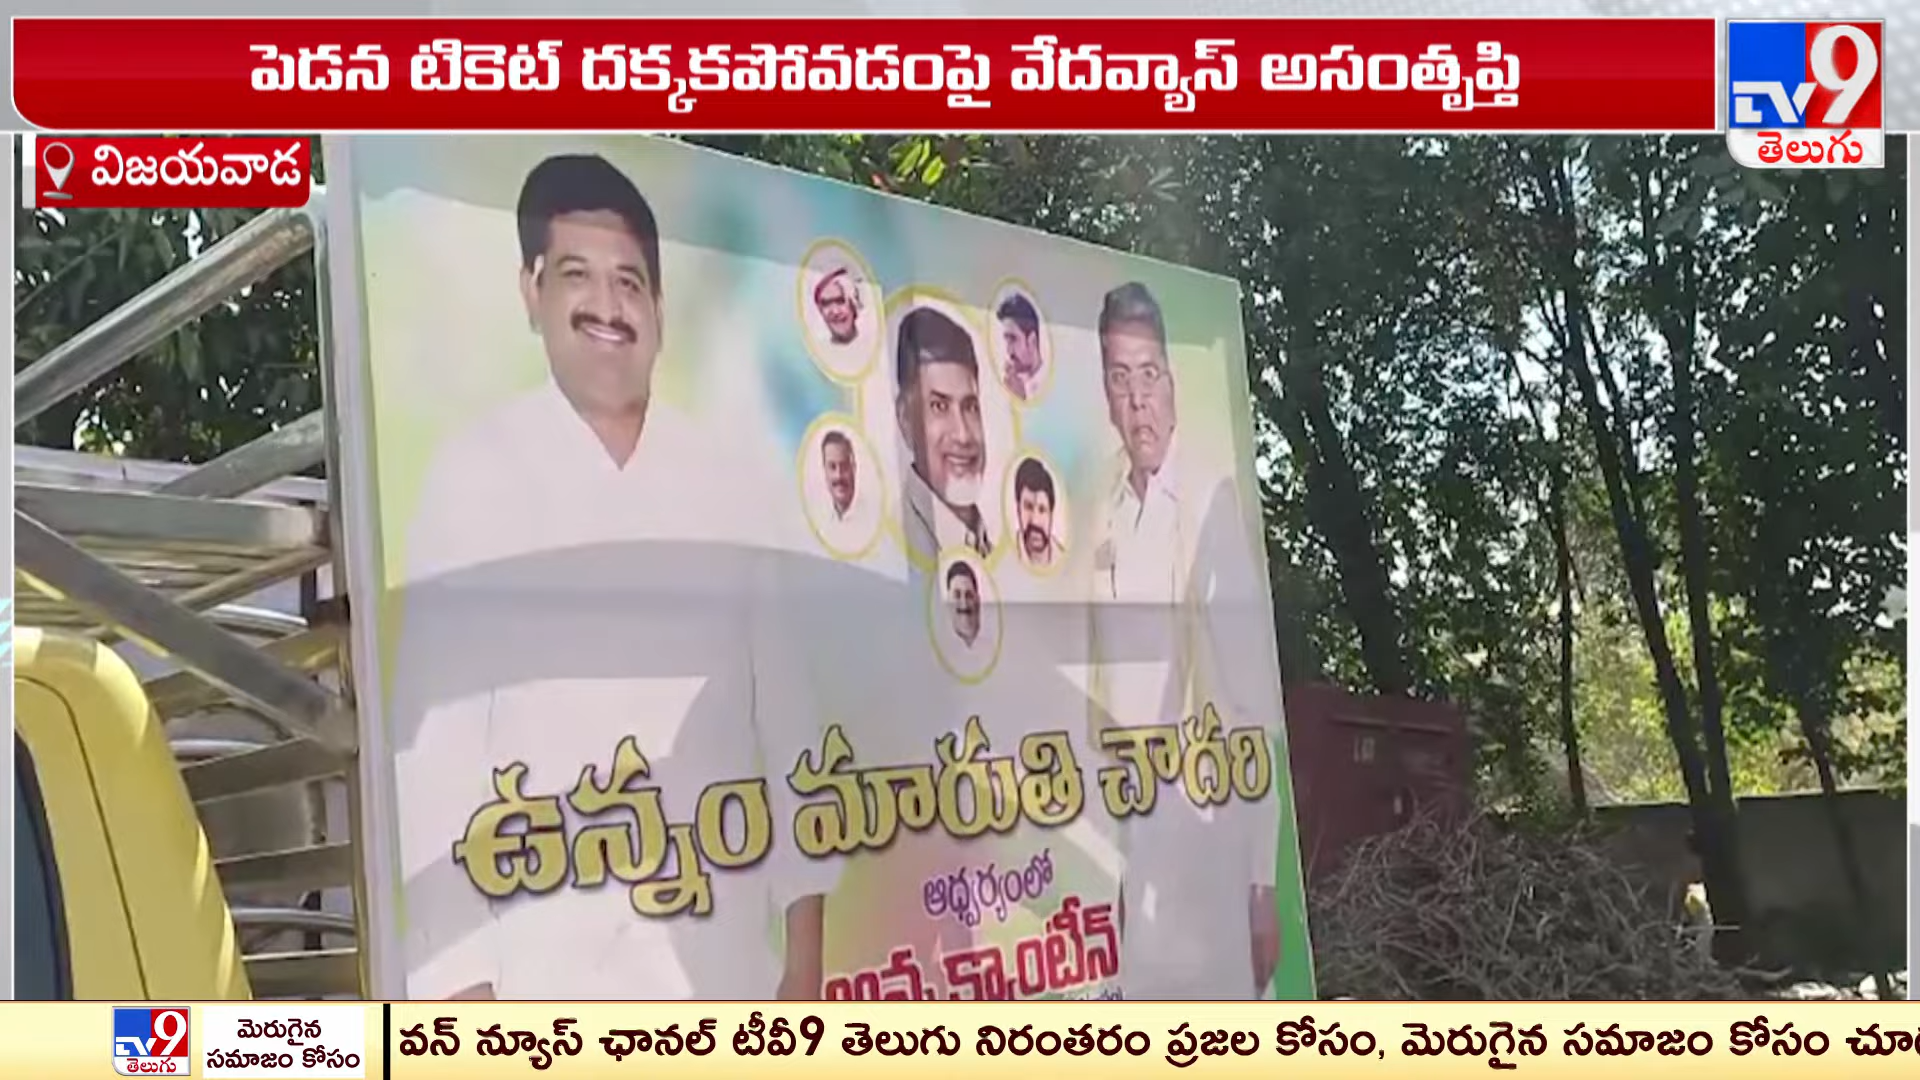 పెడన టికెట్ దక్కకపోవడంపై వేదవ్యాస్ అసంతృప్తి
TV9
తెలుగు
విజయవాడ
ఉన్నం మారుతి చౌదరి
ఆధ్వర్యంలో
అన్న క్యాంటీన్
TV9
తెలుగు
మెరుగైన
సమాజం కోసం
వన్ న్యూస్ ఛానల్ టీవీ9 తెలుగు నిరంతరం ప్రజల కోసం, మెరుగైన సమాజం కోసం